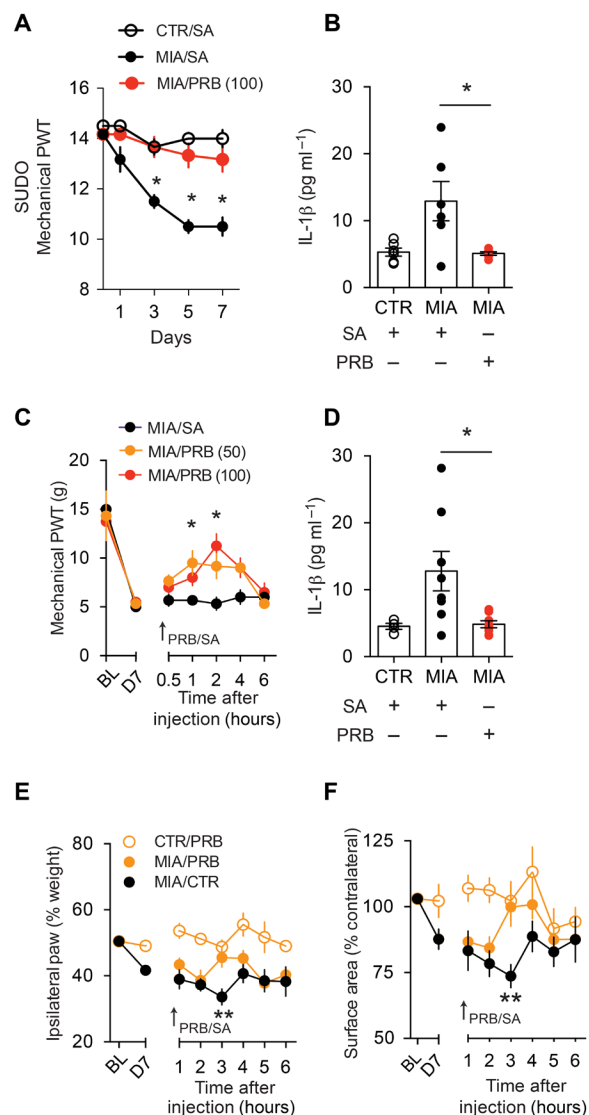 A
CTR/SA
MIA/SA
MIA/PRB (100)
SUDO
Mechanical PWT
16
14
12
10
8
* * *
1 3 5 7
Days
B
IL-1β (pg ml⁻¹)
30
20
10
0
*
CTR MIA MIA
SA + + –
PRB – – +
C
MIA/SA
MIA/PRB (50)
MIA/PRB (100)
Mechanical PWT (g)
20
15
10
5
0
* *
↑PRB/SA
BL D7 0.5 1 2 4 6
Time after
injection (hours)
D
IL-1β (pg ml⁻¹)
30
20
10
0
*
CTR MIA MIA
SA + + –
PRB – – +
E
CTR/PRB
MIA/PRB
MIA/CTR
Ipsilateral paw (% weight)
80
60
40
20
**
↑PRB/SA
BL D7 1 2 3 4 5 6
Time after
injection (hours)
F
Surface area (% contralateral)
125
100
75
50
**
↑PRB/SA
BL D7 1 2 3 4 5 6
Time after
injection (hours)